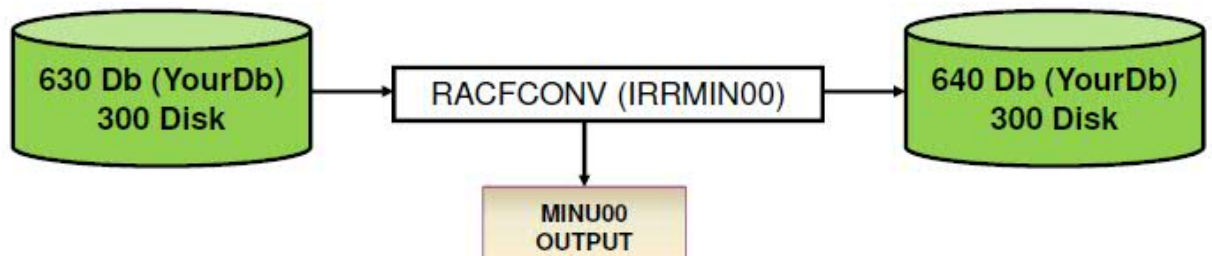 630 Db (YourDb)
300 Disk
RACFCONV (IRRMIN00)
640 Db (YourDb)
300 Disk
MINU00
OUTPUT